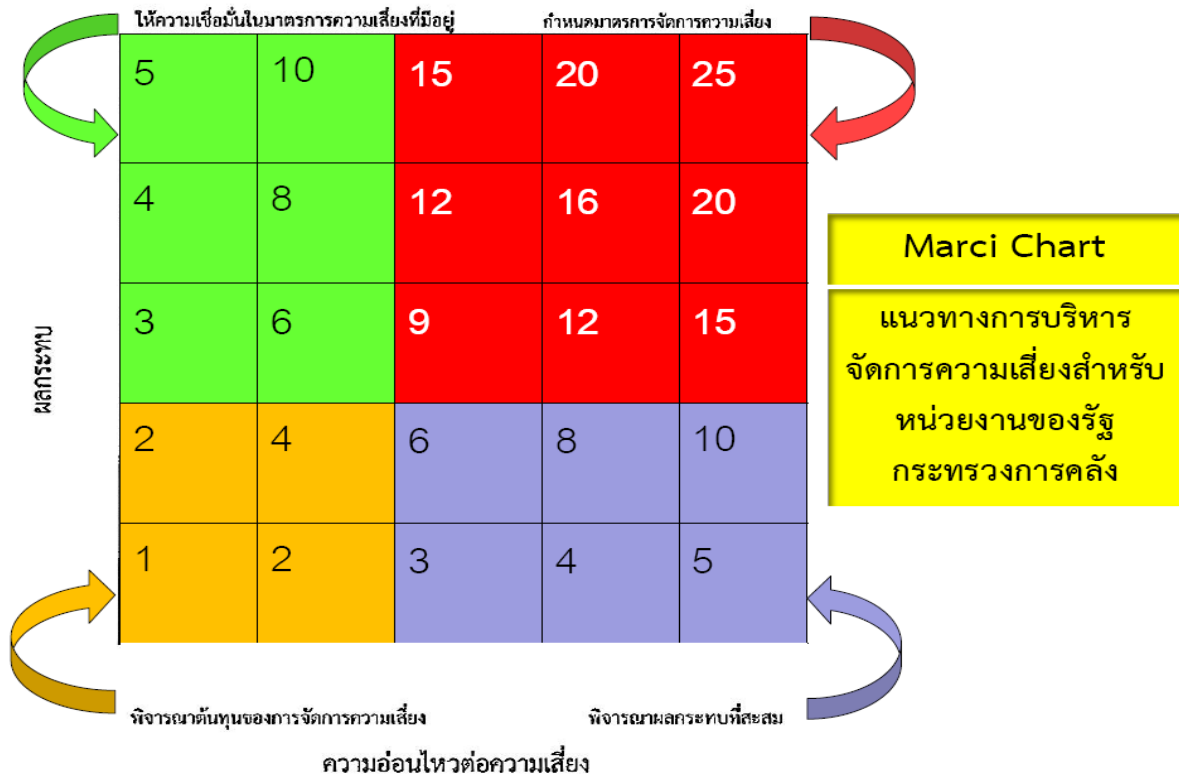 ให้ความเชื่อมั่นในมาตรการความเสี่ยงที่มีอยู่ กำหนดมาตรการจัดการความเสี่ยง
5 10 15 20 25
4 8 12 16 20
3 6 9 12 15
2 4 6 8 10
1 2 3 4 5
ผลกระทบ
Marci Chart
แนวทางการบริหาร
จัดการความเสี่ยงสำหรับ
หน่วยงานของรัฐ
กระทรวงการคลัง
พิจารณาต้นทุนของการจัดการความเสี่ยง พิจารณาผลกระทบที่สะสม
ความอ่อนไหวต่อความเสี่ยง